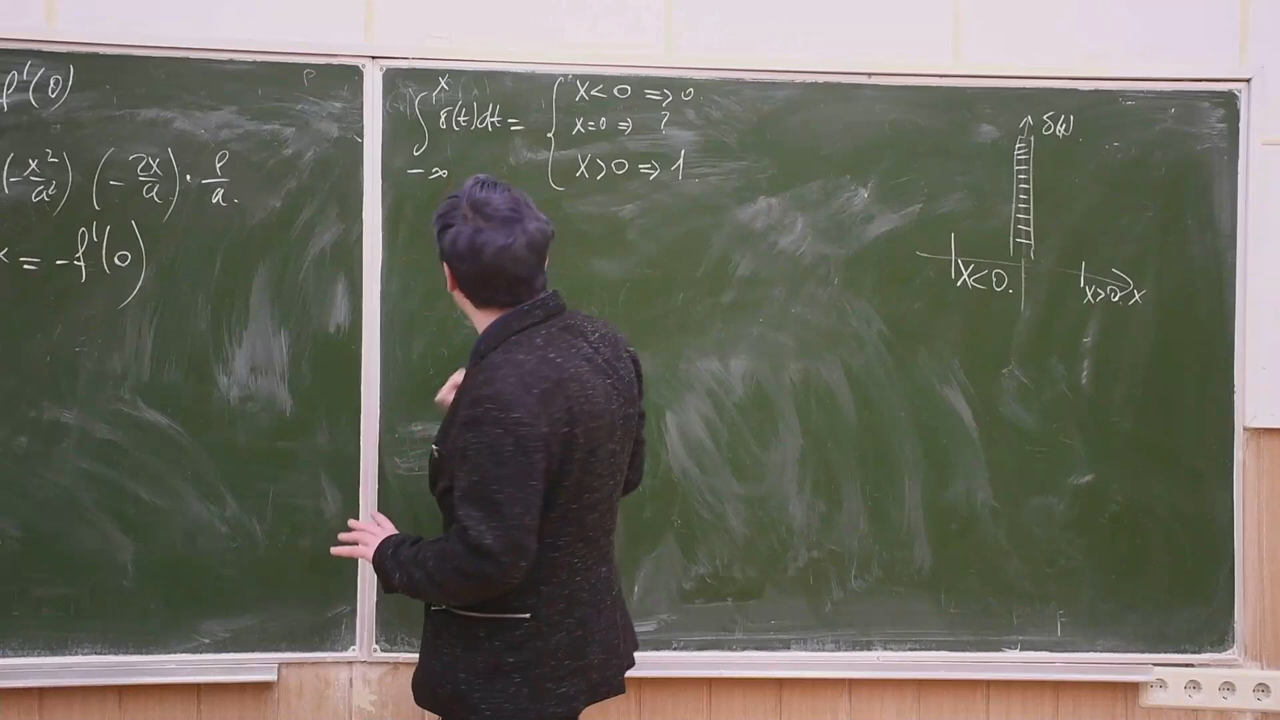 f'(0)
(-x²/a²) (-2x/a) · p/a.
x = -f'(0)
∫_{-∞}^{x} δ(t)dt = { x<0 => 0.
x=0 => ?
x>0 => 1.
δ(x).
x<0.
x>0. x